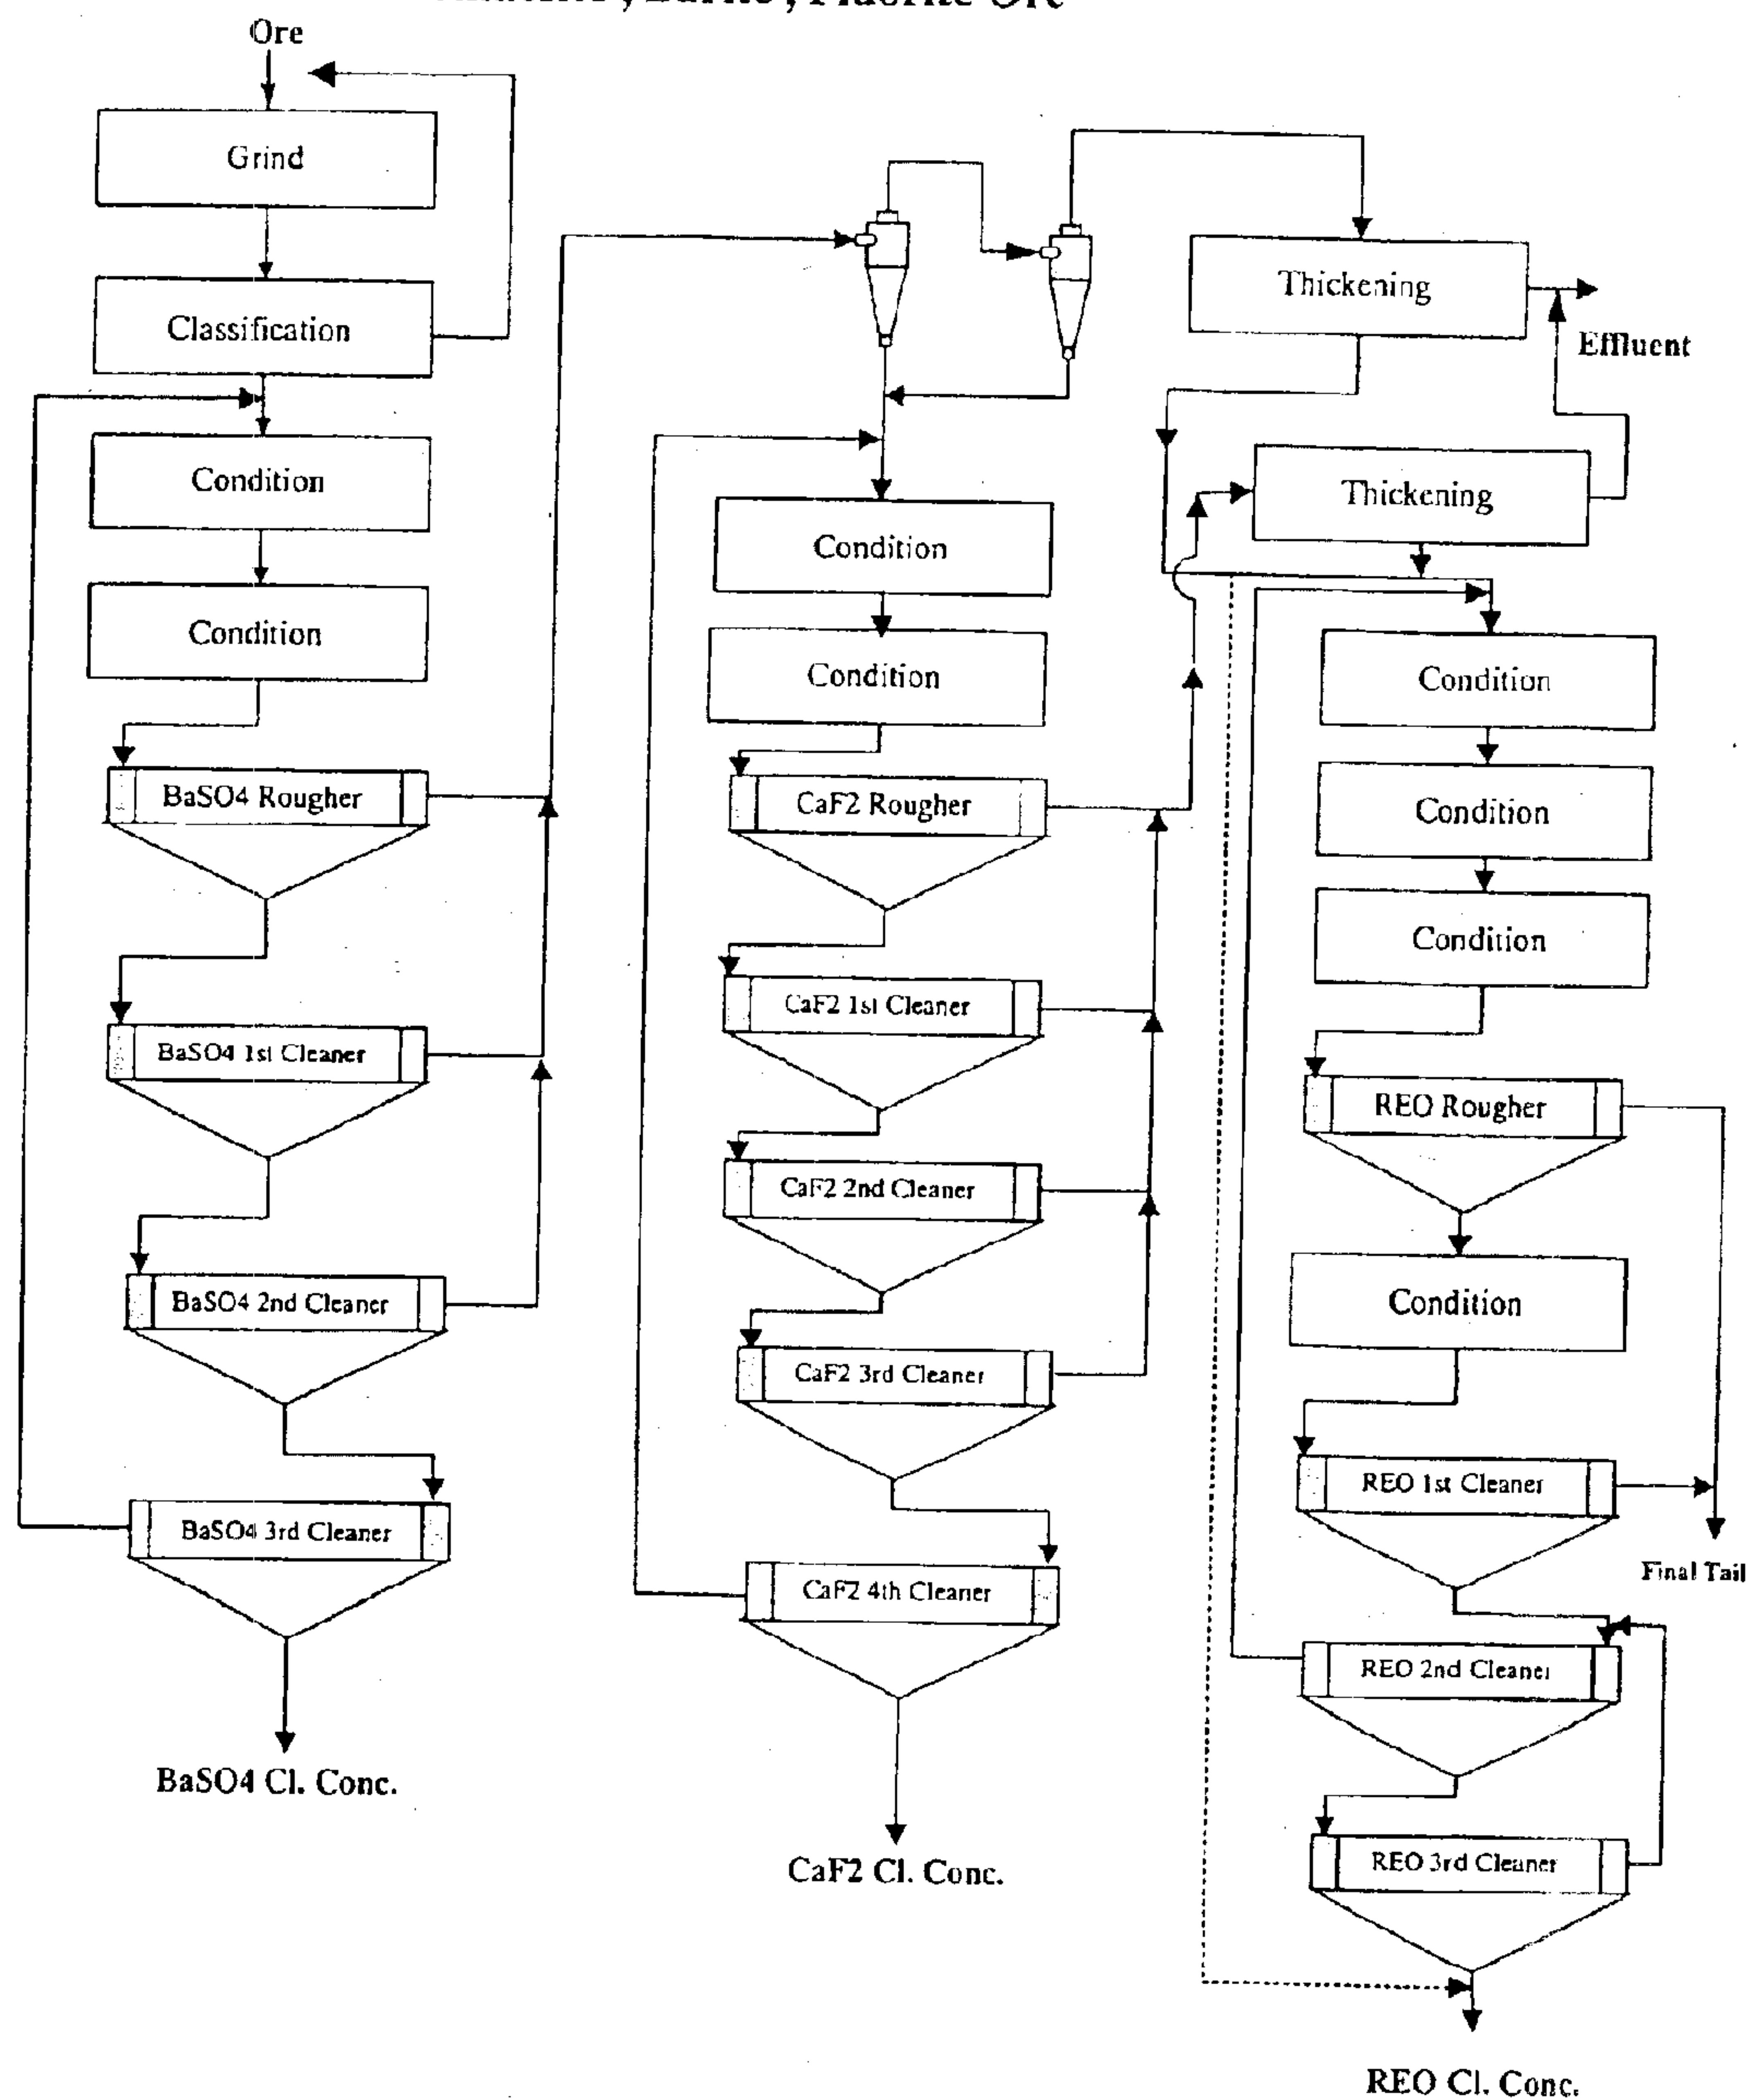 , Barite , Fluorite Ore
Ore
Grind
Classification
Condition
Condition
BaSO4 Rougher
BaSO4 1st Cleaner
BaSO4 2nd Cleaner
BaSO4 3rd Cleaner
BaSO4 Cl. Conc.
Condition
Condition
CaF2 Rougher
CaF2 1st Cleaner
CaF2 2nd Cleaner
CaF2 3rd Cleaner
CaF2 4th Cleaner
CaF2 Cl. Conc.
Thickening
Effluent
Thickening
Condition
Condition
Condition
REO Rougher
Condition
REO 1st Cleaner
Final Tail
REO 2nd Cleaner
REO 3rd Cleaner
REO Cl. Conc.